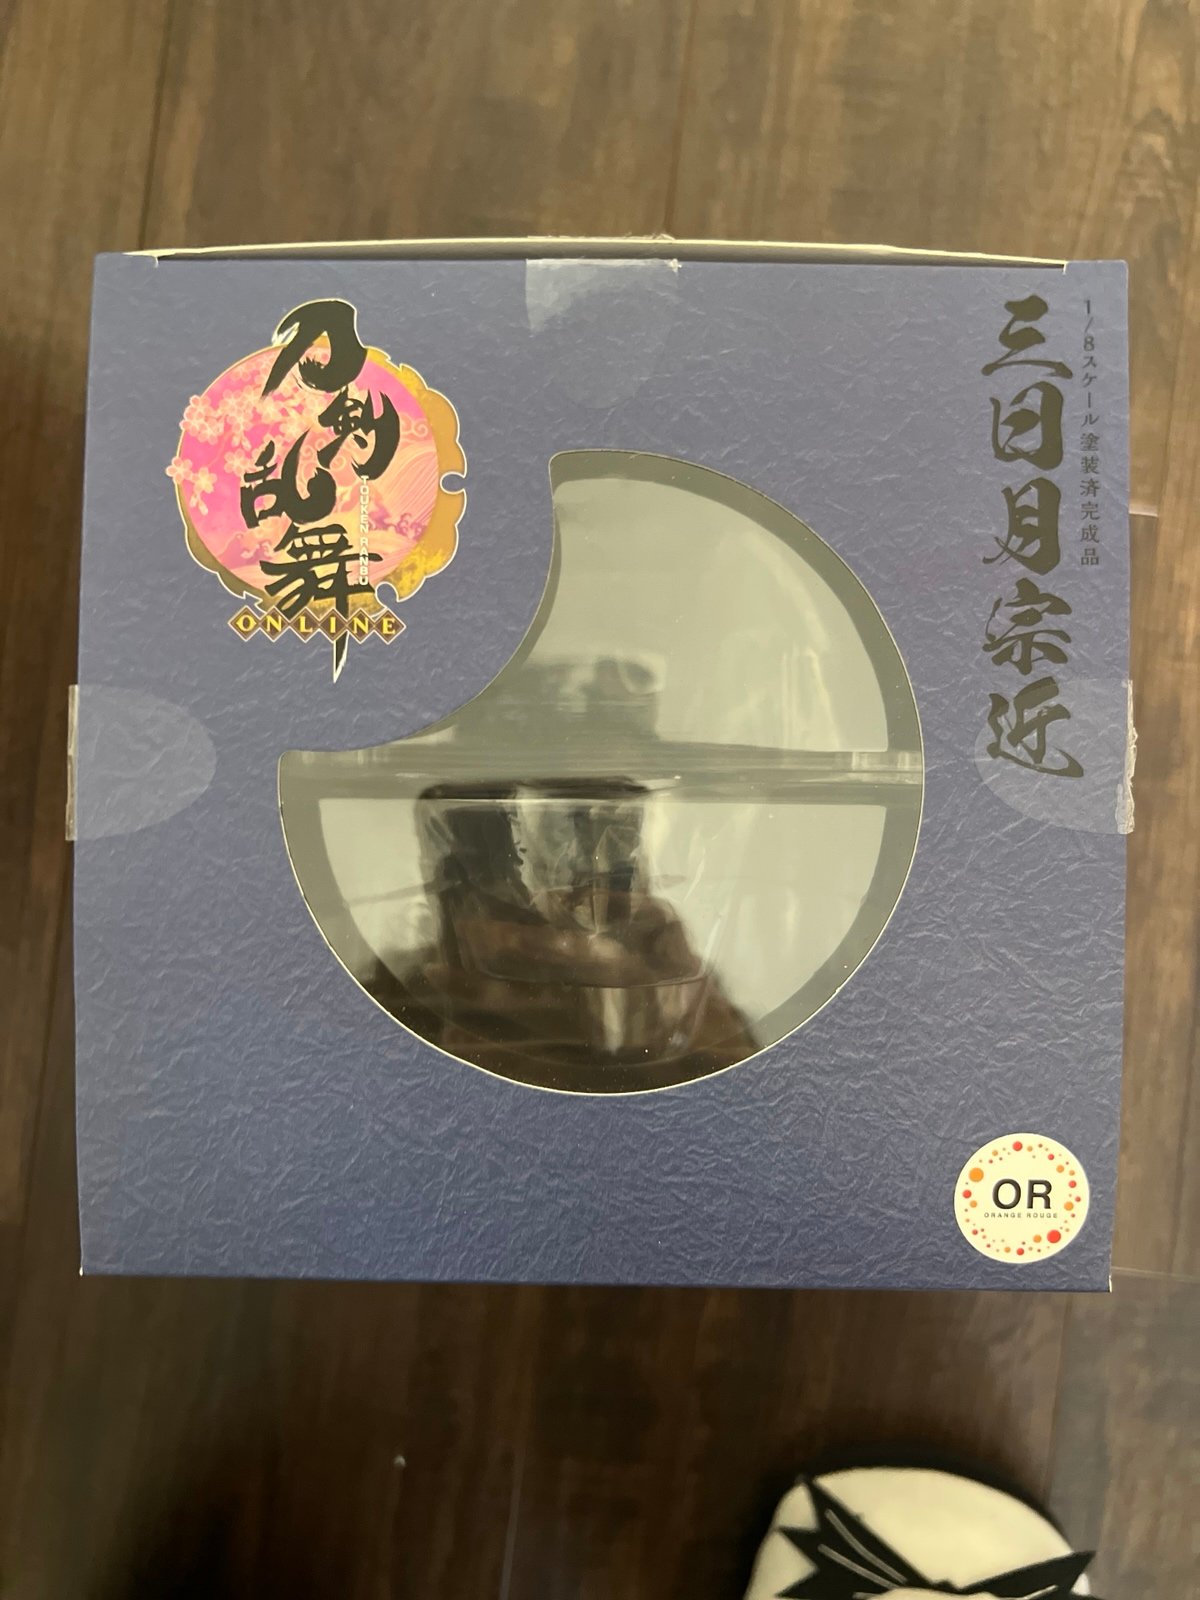 刀剣乱舞
TOUKEN RANBU
ONLINE
1/8スケール 塗装済完成品
三日月宗近
OR
ORANGE ROUGE